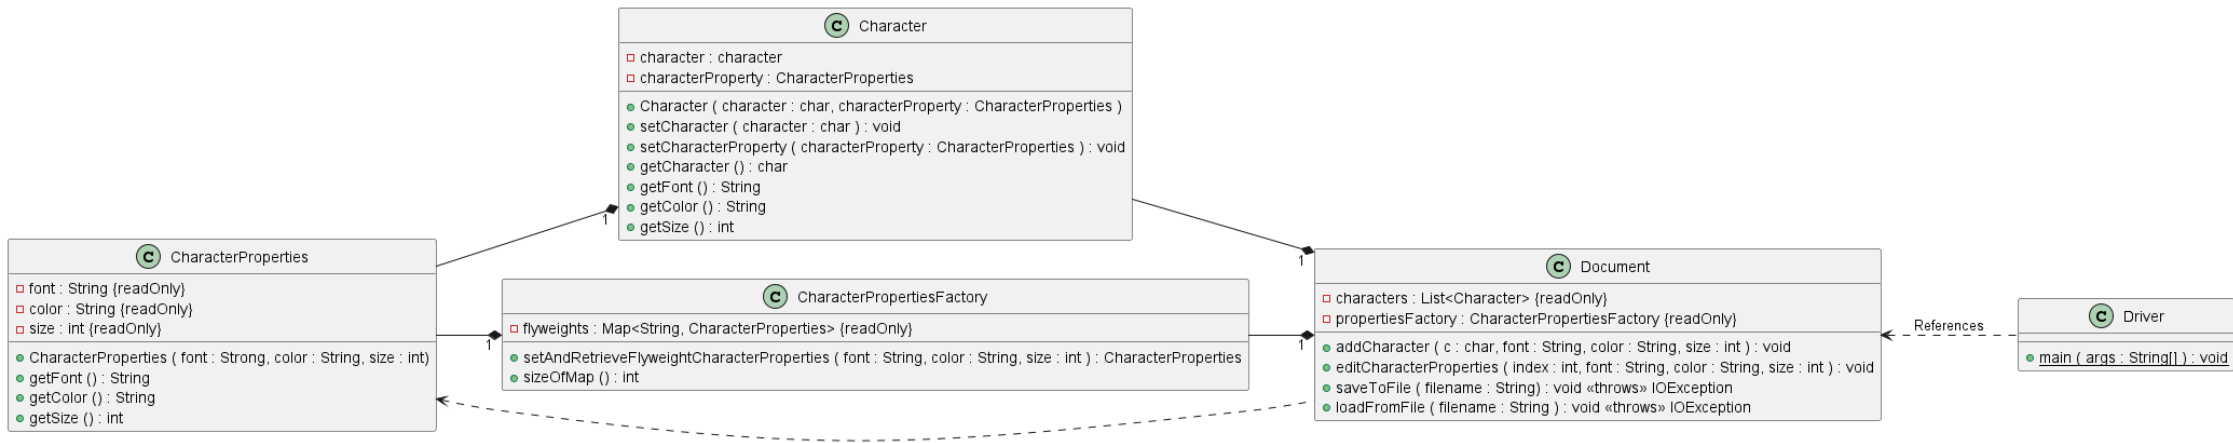 C Character
character : character
characterProperty : CharacterProperties
Character ( character : char, characterProperty : CharacterProperties )
setCharacter ( character : char ) : void
setCharacterProperty ( characterProperty : CharacterProperties ) : void
getCharacter () : char
getFont () : String
getColor () : String
getSize () : int
1
C CharacterProperties
font : String {readOnly}
color : String {readOnly}
size : int {readOnly}
CharacterProperties ( font : Strong, color : String, size : int)
getFont () : String
getColor () : String
getSize () : int
1
C CharacterPropertiesFactory
flyweights : Map<String, CharacterProperties> {readOnly}
setAndRetrieveFlyweightCharacterProperties ( font : String, color : String, size : int ) : CharacterProperties
sizeOfMap () : int
1
1
C Document
characters : List<Character> {readOnly}
propertiesFactory : CharacterPropertiesFactory {readOnly}
addCharacter ( c : char, font : String, color : String, size : int ) : void
editCharacterProperties ( index : int, font : String, color : String, size : int ) : void
saveToFile ( filename : String) : void «throws» IOException
loadFromFile ( filename : String ) : void «throws» IOException
References
C Driver
main ( args : String[] ) : void